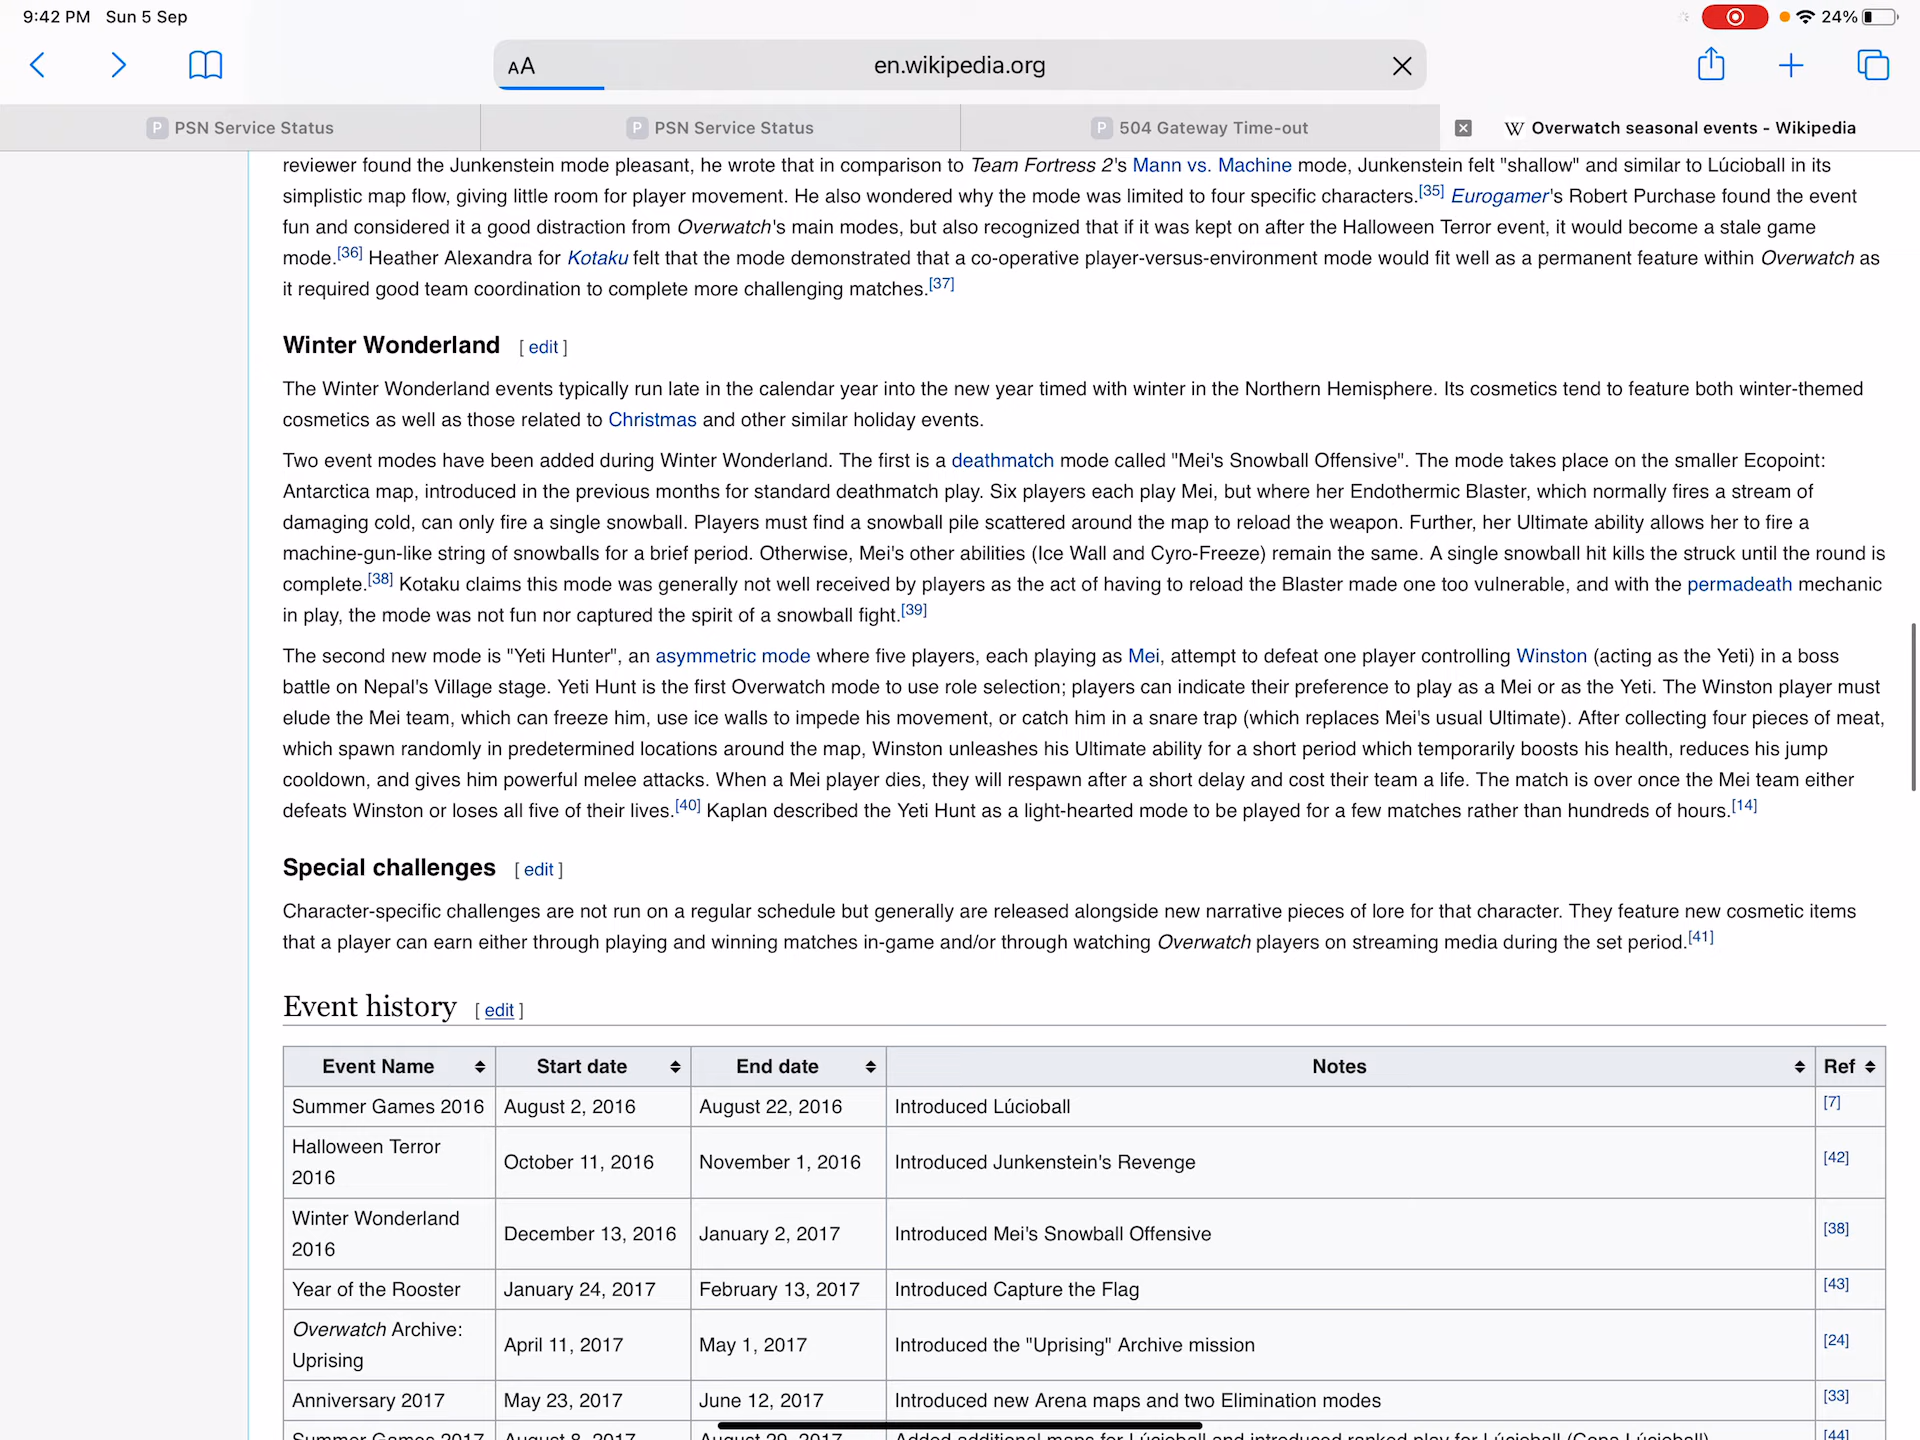 9:42 PM Sun 5 Sep
24%
AA en.wikipedia.org
P PSN Service Status
P PSN Service Status
P 504 Gateway Time-out
W Overwatch seasonal events - Wikipedia
reviewer found the Junkenstein mode pleasant, he wrote that in comparison to Team Fortress 2's Mann vs. Machine mode, Junkenstein felt "shallow" and similar to Lúcioball in its
simplistic map flow, giving little room for player movement. He also wondered why the mode was limited to four specific characters.[35] Eurogamer's Robert Purchase found the event
fun and considered it a good distraction from Overwatch's main modes, but also recognized that if it was kept on after the Halloween Terror event, it would become a stale game
mode.[36] Heather Alexandra for Kotaku felt that the mode demonstrated that a co-operative player-versus-environment mode would fit well as a permanent feature within Overwatch as
it required good team coordination to complete more challenging matches.[37]
Winter Wonderland [ edit ]
The Winter Wonderland events typically run late in the calendar year into the new year timed with winter in the Northern Hemisphere. Its cosmetics tend to feature both winter-themed
cosmetics as well as those related to Christmas and other similar holiday events.
Two event modes have been added during Winter Wonderland. The first is a deathmatch mode called "Mei's Snowball Offensive". The mode takes place on the smaller Ecopoint:
Antarctica map, introduced in the previous months for standard deathmatch play. Six players each play Mei, but where her Endothermic Blaster, which normally fires a stream of
damaging cold, can only fire a single snowball. Players must find a snowball pile scattered around the map to reload the weapon. Further, her Ultimate ability allows her to fire a
machine-gun-like string of snowballs for a brief period. Otherwise, Mei's other abilities (Ice Wall and Cyro-Freeze) remain the same. A single snowball hit kills the struck until the round is
complete.[38] Kotaku claims this mode was generally not well received by players as the act of having to reload the Blaster made one too vulnerable, and with the permadeath mechanic
in play, the mode was not fun nor captured the spirit of a snowball fight.[39]
The second new mode is "Yeti Hunter", an asymmetric mode where five players, each playing as Mei, attempt to defeat one player controlling Winston (acting as the Yeti) in a boss
battle on Nepal's Village stage. Yeti Hunt is the first Overwatch mode to use role selection; players can indicate their preference to play as a Mei or as the Yeti. The Winston player must
elude the Mei team, which can freeze him, use ice walls to impede his movement, or catch him in a snare trap (which replaces Mei's usual Ultimate). After collecting four pieces of meat,
which spawn randomly in predetermined locations around the map, Winston unleashes his Ultimate ability for a short period which temporarily boosts his health, reduces his jump
cooldown, and gives him powerful melee attacks. When a Mei player dies, they will respawn after a short delay and cost their team a life. The match is over once the Mei team either
defeats Winston or loses all five of their lives.[40] Kaplan described the Yeti Hunt as a light-hearted mode to be played for a few matches rather than hundreds of hours.[14]
Special challenges [ edit ]
Character-specific challenges are not run on a regular schedule but generally are released alongside new narrative pieces of lore for that character. They feature new cosmetic items
that a player can earn either through playing and winning matches in-game and/or through watching Overwatch players on streaming media during the set period.[41]
Event history [ edit ]
Event Name Start date End date Notes Ref
Summer Games 2016 August 2, 2016 August 22, 2016 Introduced Lúcioball [7]
Halloween Terror
2016 October 11, 2016 November 1, 2016 Introduced Junkenstein's Revenge [42]
Winter Wonderland
2016 December 13, 2016 January 2, 2017 Introduced Mei's Snowball Offensive [38]
Year of the Rooster January 24, 2017 February 13, 2017 Introduced Capture the Flag [43]
Overwatch Archive:
Uprising April 11, 2017 May 1, 2017 Introduced the "Uprising" Archive mission [24]
Anniversary 2017 May 23, 2017 June 12, 2017 Introduced new Arena maps and two Elimination modes [33]
Summer Games 2017 August 8, 2017 August 29, 2017 Added additional maps for Lúcioball and introduced ranked play for Lúcioball (Copa Lúcioball) [44]